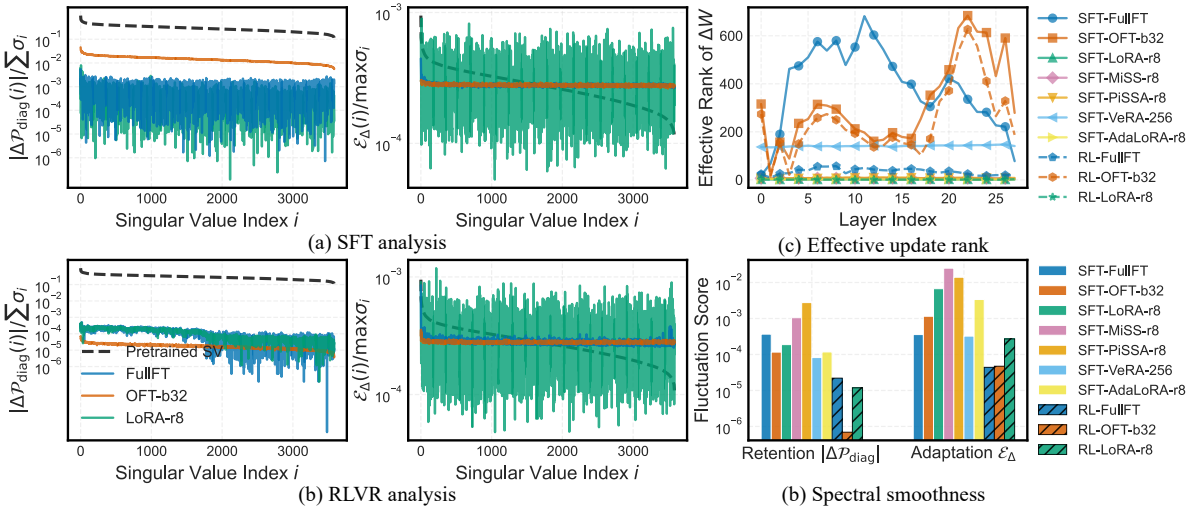 |ΔP_diag(i)|/∑σ_i
10⁻¹
10⁻²
10⁻³
10⁻⁴
10⁻⁵
10⁻⁶
0 1000 2000 3000
Singular Value Index i
ℰ_Δ(i)/maxσ_i
10⁻³
10⁻⁴
0 1000 2000 3000
Singular Value Index i
(a) SFT analysis
Effective Rank of ΔW
600
400
200
0
0 5 10 15 20 25
Layer Index
(c) Effective update rank
SFT-FullFT
SFT-OFT-b32
SFT-LoRA-r8
SFT-MiSS-r8
SFT-PiSSA-r8
SFT-VeRA-256
SFT-AdaLoRA-r8
RL-FullFT
RL-OFT-b32
RL-LoRA-r8
|ΔP_diag(i)|/∑σ_i
10⁻¹
10⁻²
10⁻³
10⁻⁴
10⁻⁵
10⁻⁶
Pretrained SV
FullFT
OFT-b32
LoRA-r8
0 1000 2000 3000
Singular Value Index i
ℰ_Δ(i)/maxσ_i
10⁻³
10⁻⁴
0 1000 2000 3000
Singular Value Index i
(b) RLVR analysis
Fluctuation Score
10⁻²
10⁻³
10⁻⁴
10⁻⁵
10⁻⁶
Retention |ΔP_diag| Adaptation ℰ_Δ
(b) Spectral smoothness
SFT-FullFT
SFT-OFT-b32
SFT-LoRA-r8
SFT-MiSS-r8
SFT-PiSSA-r8
SFT-VeRA-256
SFT-AdaLoRA-r8
RL-FullFT
RL-OFT-b32
RL-LoRA-r8